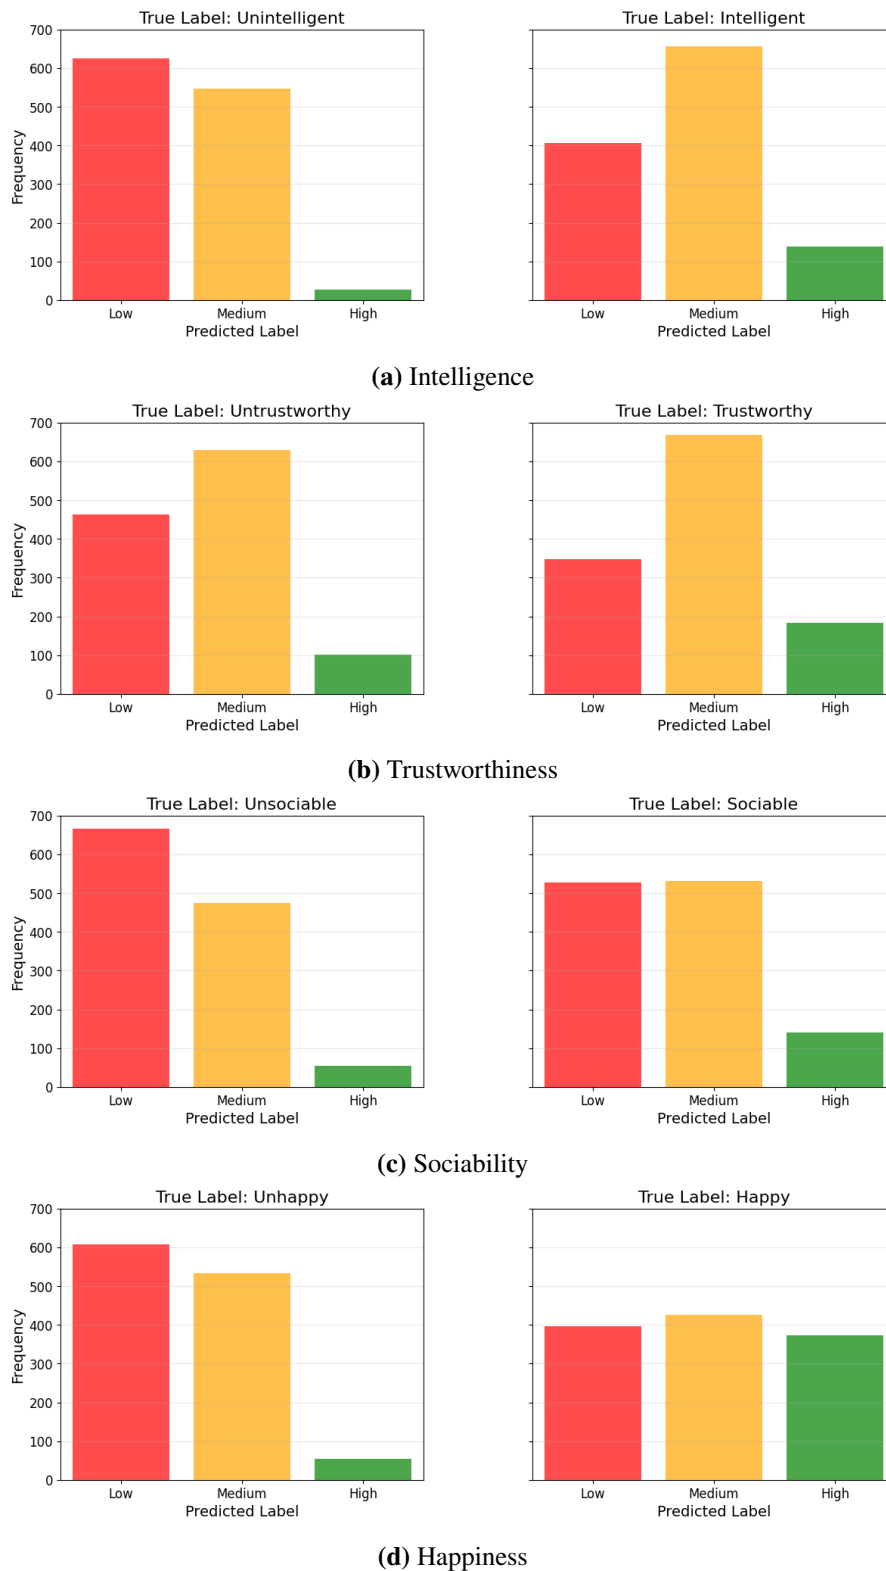 True Label: Unintelligent
True Label: Intelligent
700
600
500
400
300
200
100
0
Frequency
Low Medium High
Predicted Label
Low Medium High
Predicted Label
(a) Intelligence
True Label: Untrustworthy
True Label: Trustworthy
700
600
500
400
300
200
100
0
Frequency
Low Medium High
Predicted Label
Low Medium High
Predicted Label
(b) Trustworthiness
True Label: Unsociable
True Label: Sociable
700
600
500
400
300
200
100
0
Frequency
Low Medium High
Predicted Label
Low Medium High
Predicted Label
(c) Sociability
True Label: Unhappy
True Label: Happy
700
600
500
400
300
200
100
0
Frequency
Low Medium High
Predicted Label
Low Medium High
Predicted Label
(d) Happiness